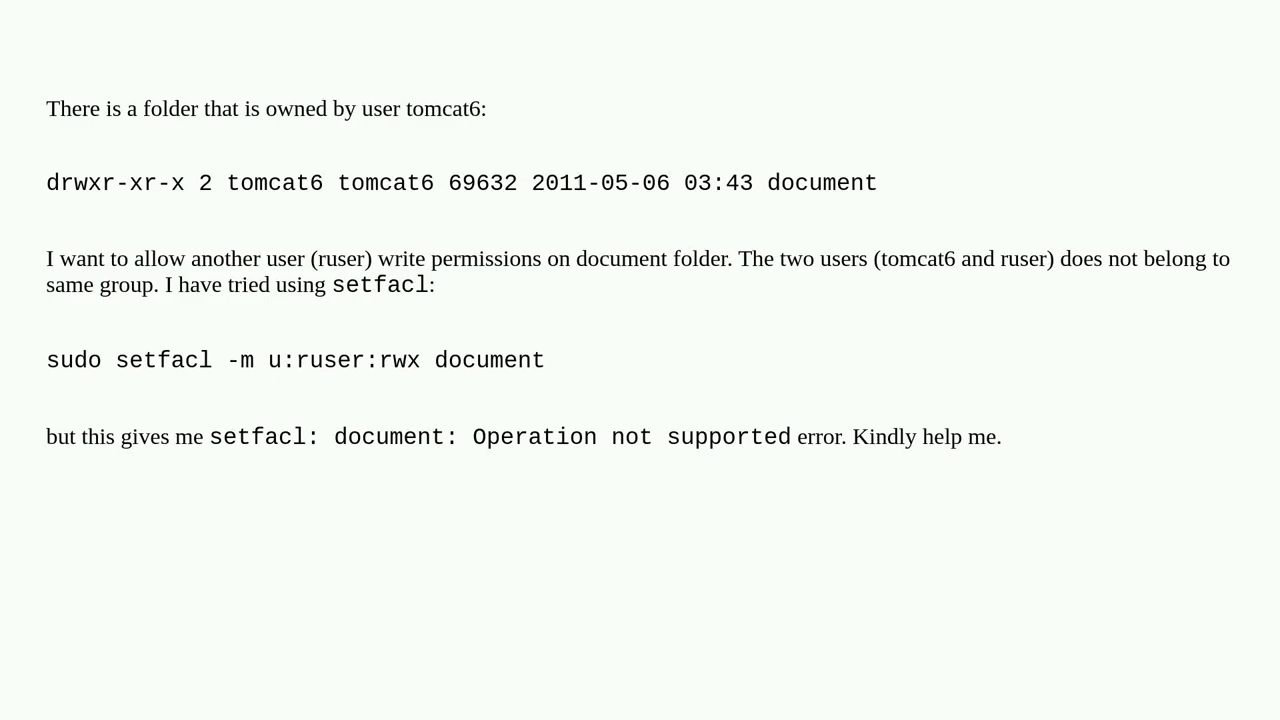 There is a folder that is owned by user tomcat6:
drwxr-xr-x 2 tomcat6 tomcat6 69632 2011-05-06 03:43 document
I want to allow another user (ruser) write permissions on document folder. The two users (tomcat6 and ruser) does not belong to
same group. I have tried using setfacl:
sudo setfacl -m u:ruser:rwx document
but this gives me setfacl: document: Operation not supported error. Kindly help me.